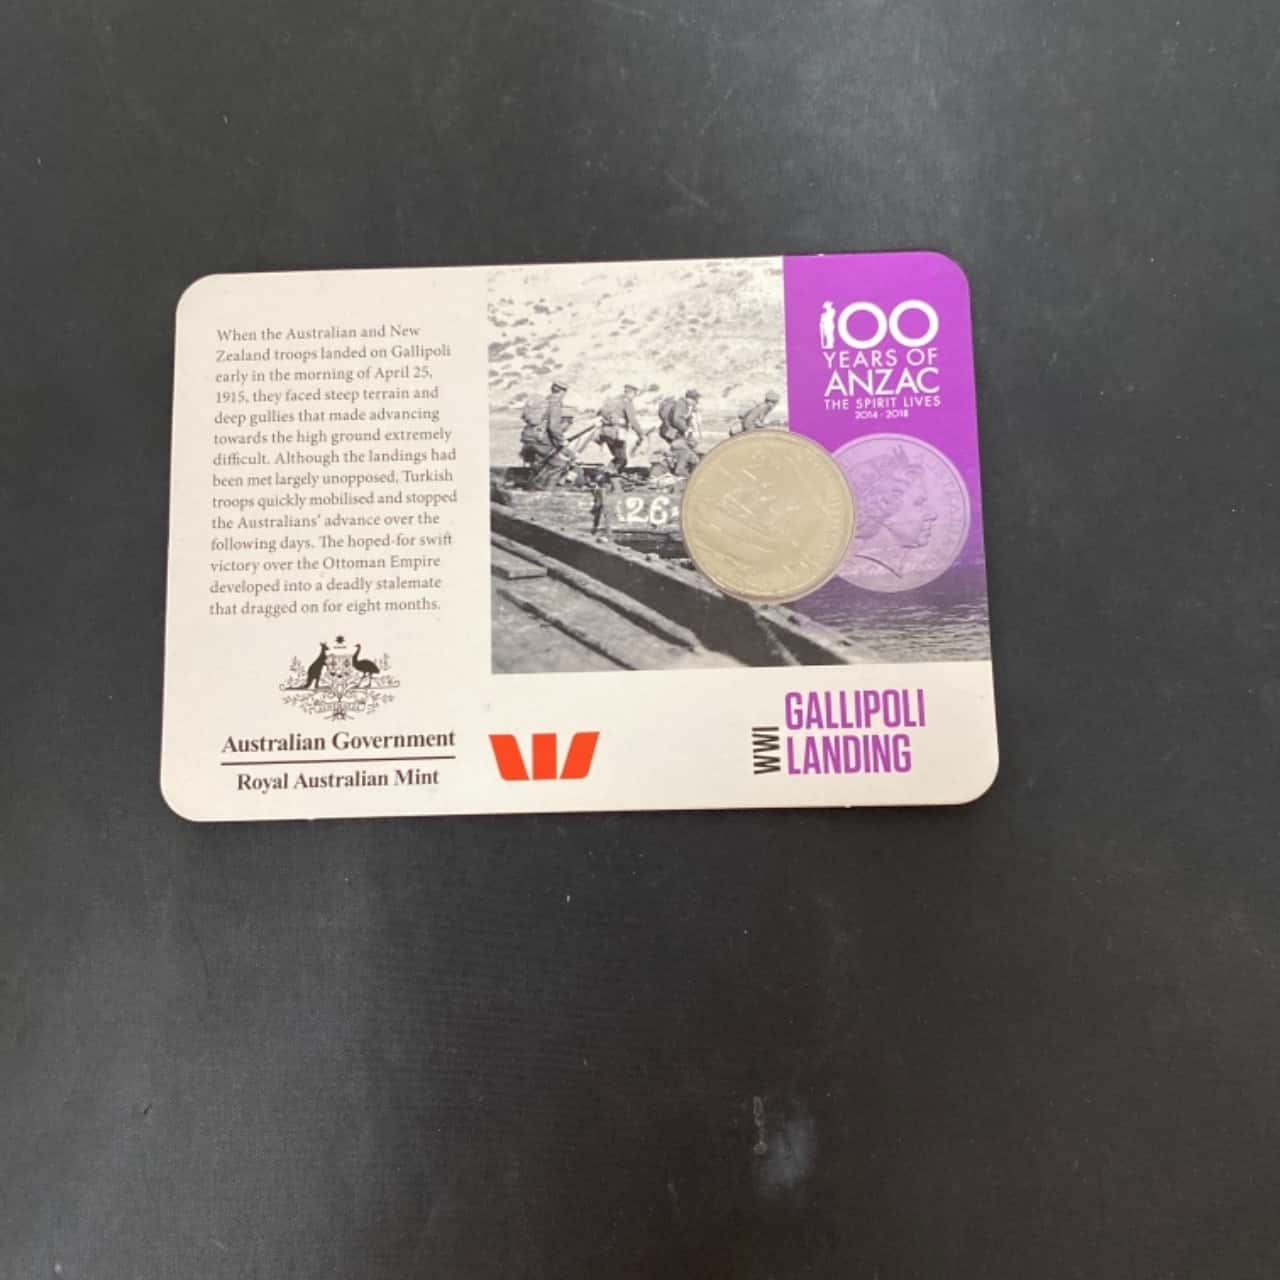 When the Australian and New
Zealand troops landed on Gallipoli
early in the morning of April 25,
1915, they faced steep terrain and
deep gullies that made advancing
towards the high ground extremely
difficult. Although the landings had
been met largely unopposed, Turkish
troops quickly mobilised and stopped
the Australians' advance over the
following days. The hoped-for swift
victory over the Ottoman Empire
developed into a deadly stalemate
that dragged on for eight months.
Australian Government
Royal Australian Mint
26
100
YEARS OF
ANZAC
THE SPIRIT LIVES
2014 - 2018
WWI
GALLIPOLI
LANDING